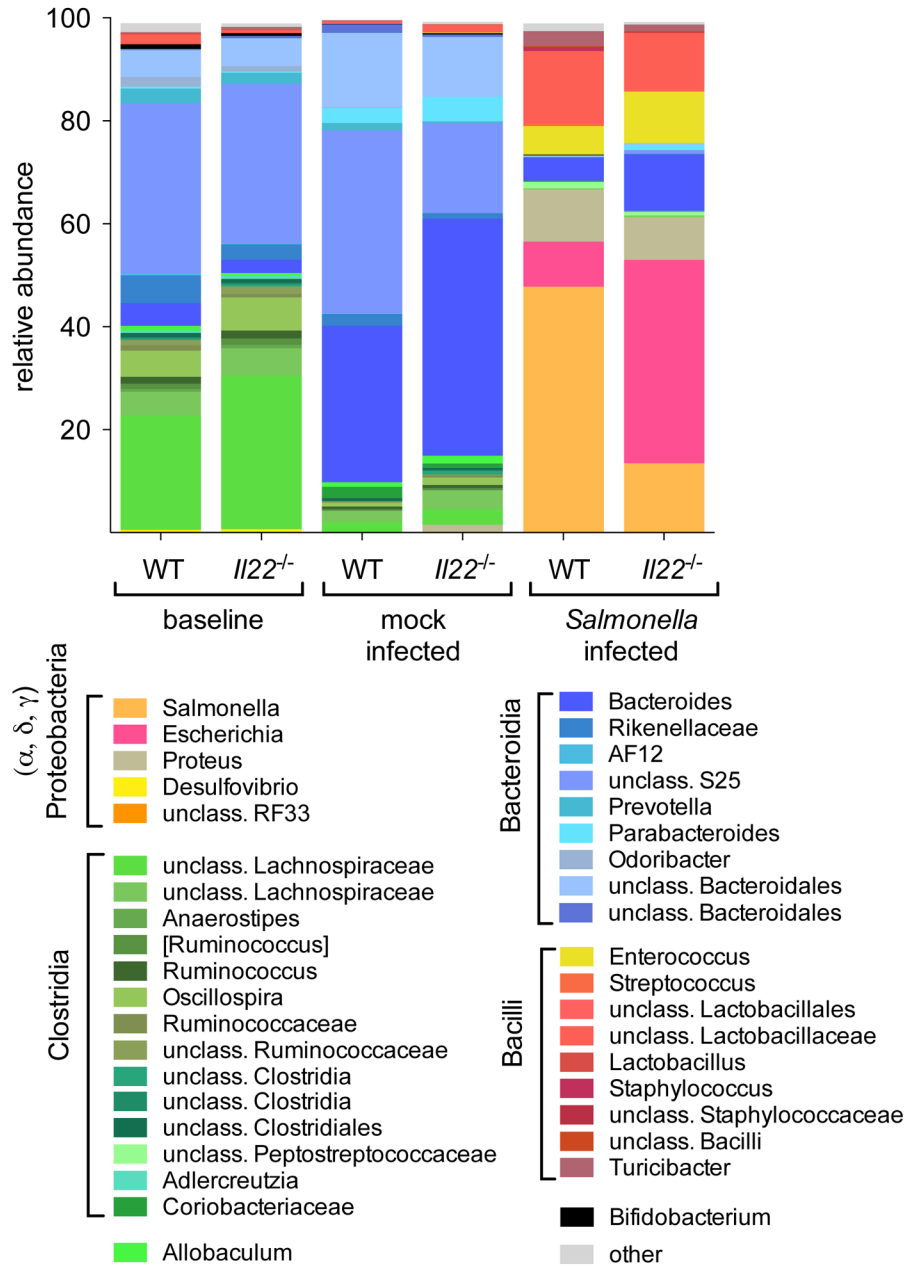 100
80
60
40
20
relative abundance
WT
Il22-/-
WT
Il22-/-
WT
Il22-/-
baseline
mock
infected
Salmonella
infected
Proteobacteria
(α, δ, γ)
Salmonella
Escherichia
Proteus
Desulfovibrio
unclass. RF33
Clostridia
unclass. Lachnospiraceae
unclass. Lachnospiraceae
Anaerostipes
[Ruminococcus]
Ruminococcus
Oscillospira
Ruminococcaceae
unclass. Ruminococcaceae
unclass. Clostridia
unclass. Clostridia
unclass. Clostridiales
unclass. Peptostreptococcaceae
Adlercreutzia
Coriobacteriaceae
Allobaculum
Bacteroidia
Bacteroides
Rikenellaceae
AF12
unclass. S25
Prevotella
Parabacteroides
Odoribacter
unclass. Bacteroidales
unclass. Bacteroidales
Bacilli
Enterococcus
Streptococcus
unclass. Lactobacillales
unclass. Lactobacillaceae
Lactobacillus
Staphylococcus
unclass. Staphylococcaceae
unclass. Bacilli
Turicibacter
Bifidobacterium
other